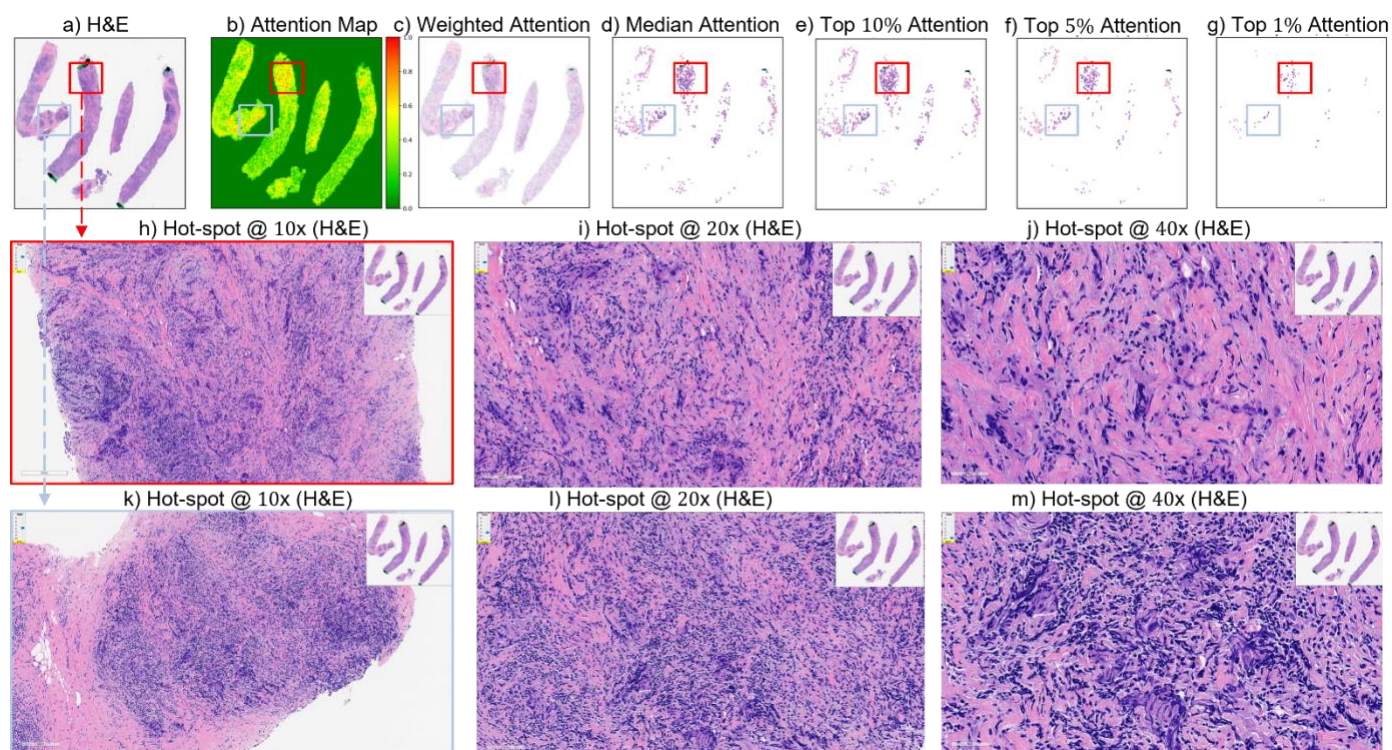 a) H&E
b) Attention Map
c) Weighted Attention
d) Median Attention
e) Top 10% Attention
f) Top 5% Attention
g) Top 1% Attention
1.0
0.8
0.6
0.4
0.2
0.0
h) Hot-spot @ 10x (H&E)
i) Hot-spot @ 20x (H&E)
j) Hot-spot @ 40x (H&E)
k) Hot-spot @ 10x (H&E)
l) Hot-spot @ 20x (H&E)
m) Hot-spot @ 40x (H&E)